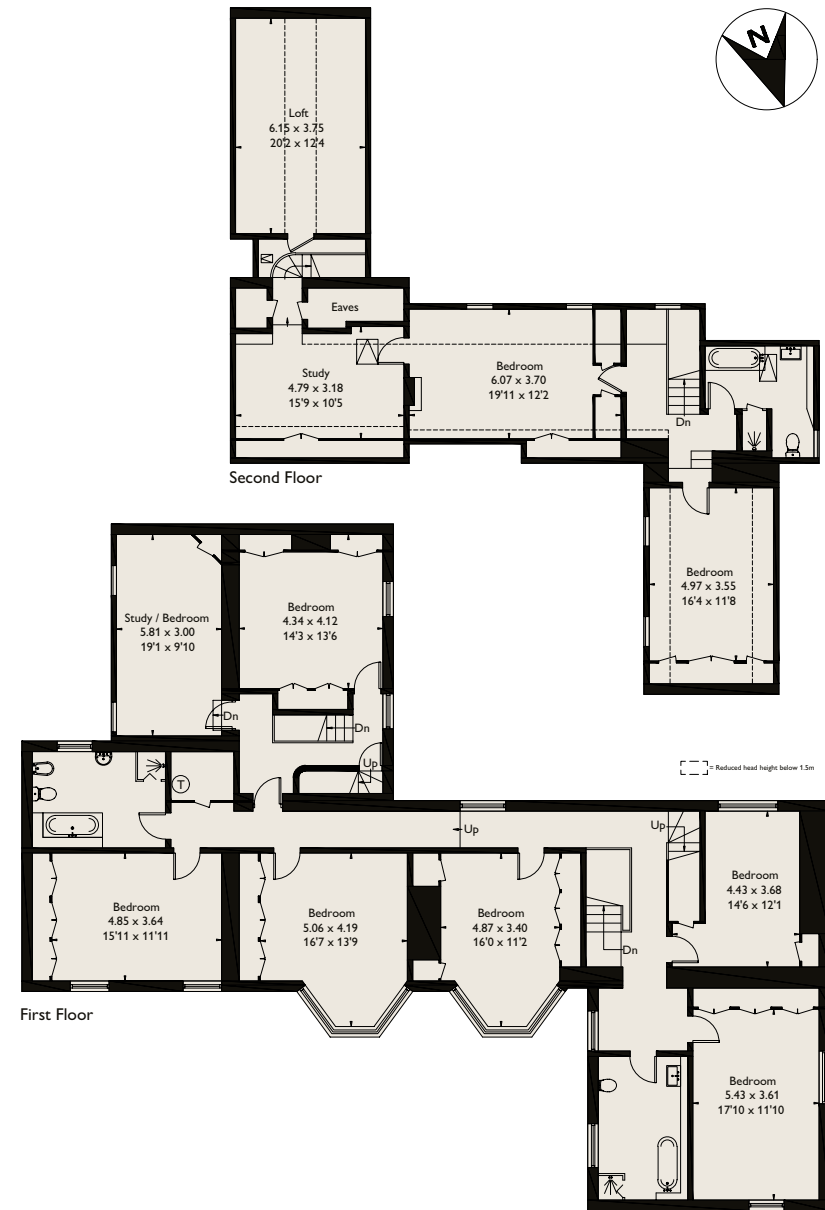 N
Loft
6.15 x 3.75
20'2 x 12'4
Eaves
Study
4.79 x 3.18
15'9 x 10'5
Bedroom
6.07 x 3.70
19'11 x 12'2
Dn
Second Floor
Bedroom
4.97 x 3.55
16'4 x 11'8
Study / Bedroom
5.81 x 3.00
19'1 x 9'10
Bedroom
4.34 x 4.12
14'3 x 13'6
Dn
Dn
Up
= Reduced head height below 1.5m
T
Up
Up
Bedroom
4.43 x 3.68
14'6 x 12'1
Bedroom
4.85 x 3.64
15'11 x 11'11
Bedroom
5.06 x 4.19
16'7 x 13'9
Bedroom
4.87 x 3.40
16'0 x 11'2
Dn
First Floor
Bedroom
5.43 x 3.61
17'10 x 11'10